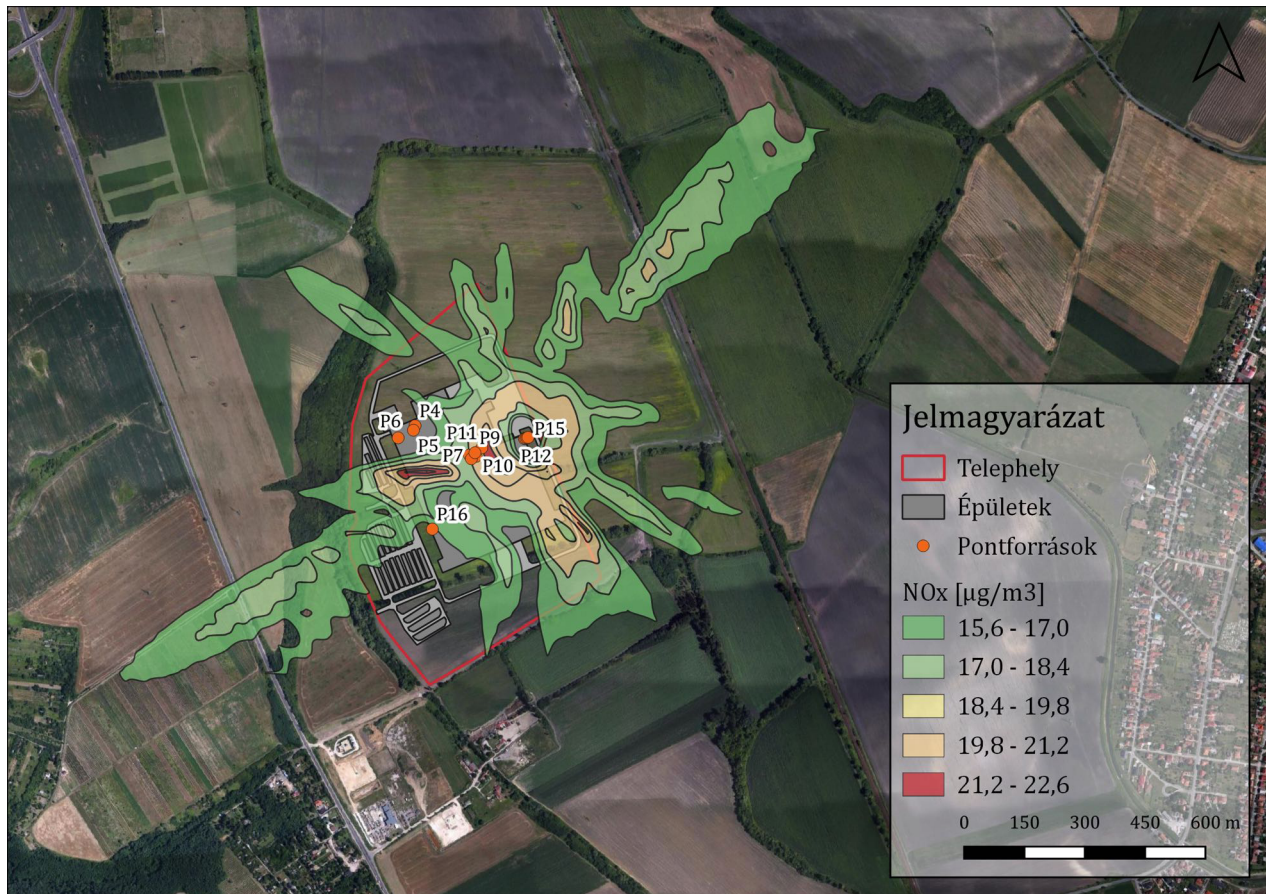 P6
P4
P5
P11
P9
P7
P10
P15
P12
P16
Jelmagyarázat
Telephely
Épületek
Pontforrások
NOx [µg/m3]
15,6 - 17,0
17,0 - 18,4
18,4 - 19,8
19,8 - 21,2
21,2 - 22,6
0 150 300 450 600 m